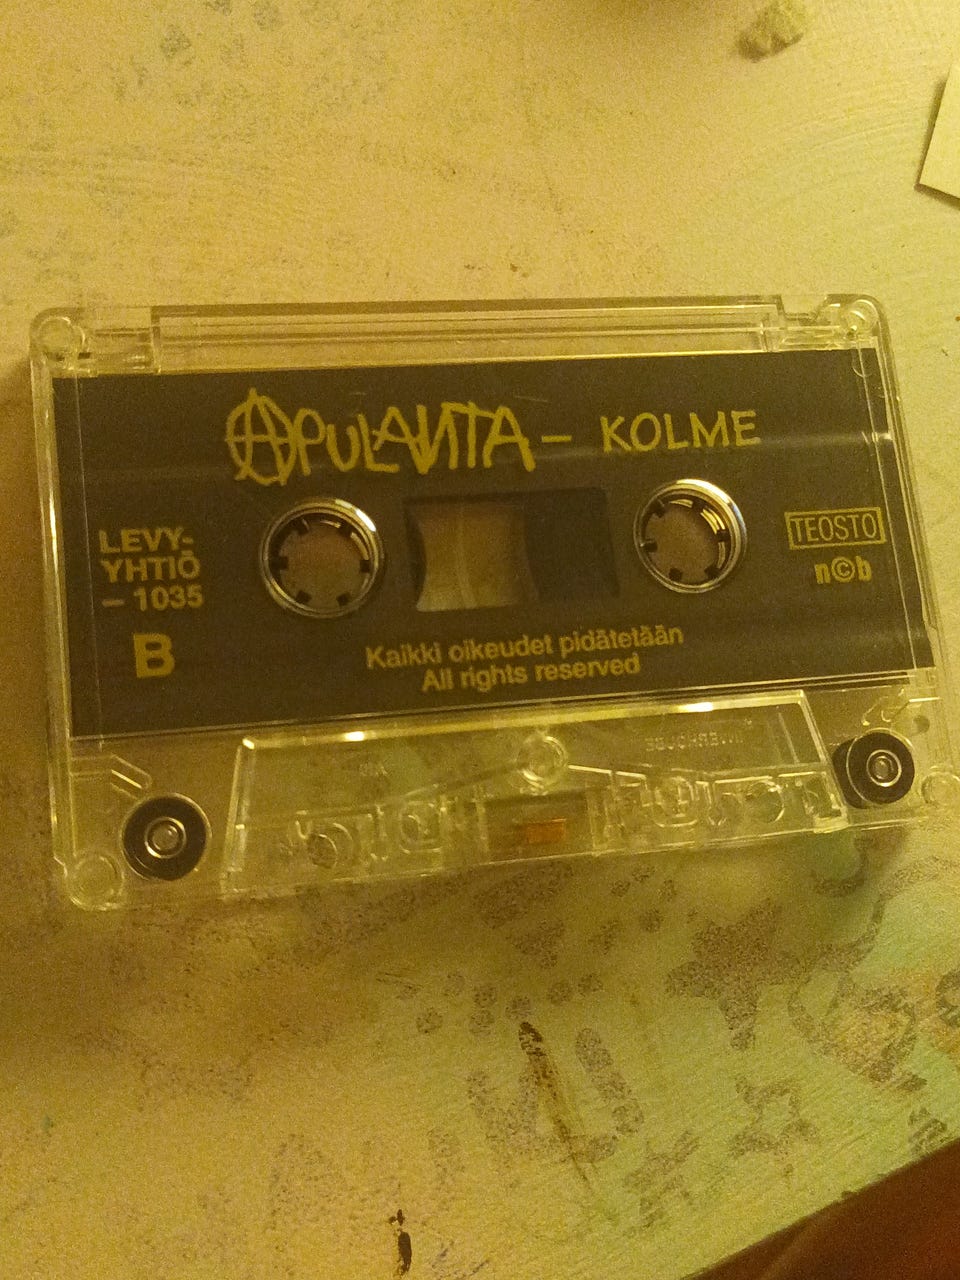 APULANTA – KOLME
LEVY-
YHTIÖ
– 1035
B
TEOSTO
n©b
Kaikki oikeudet pidätetään
All rights reserved